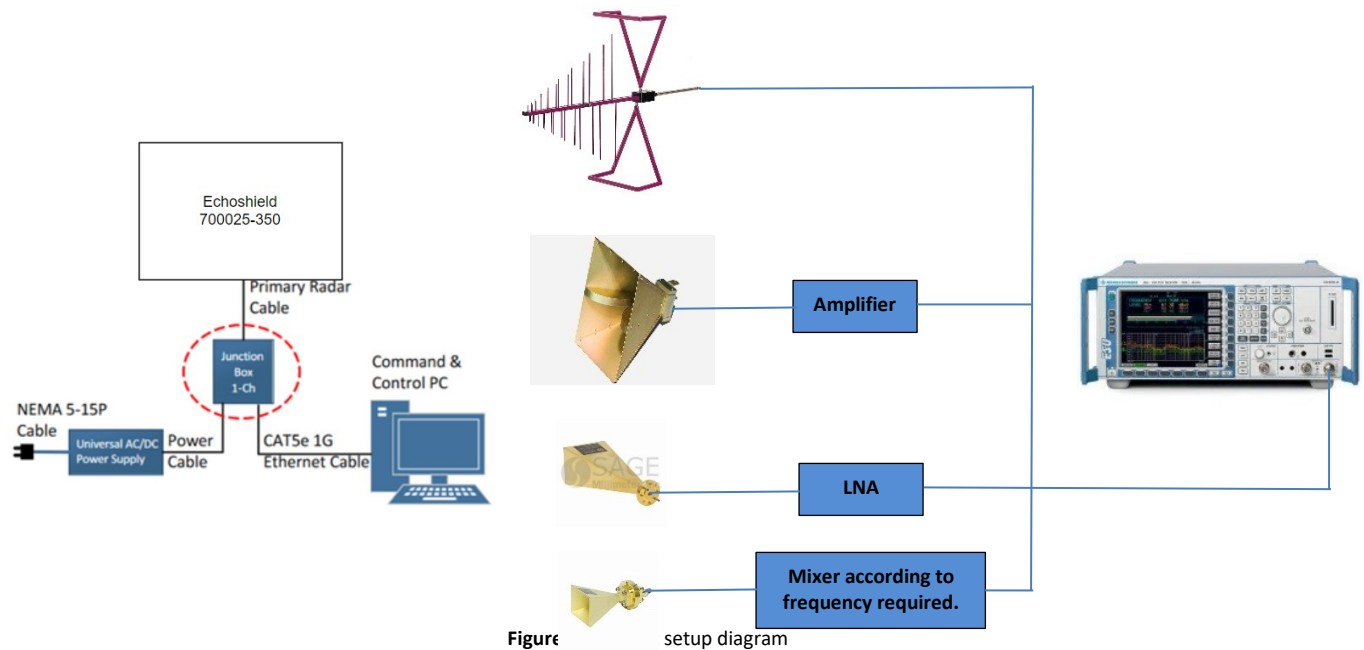 Echoshield
700025-350
Primary Radar
Cable
Junction
Box
1-Ch
Command &
Control PC
NEMA 5-15P
Cable
Universal AC/DC
Power Supply
Power
Cable
CAT5e 1G
Ethernet Cable
Amplifier
SAGE
LNA
Mixer according to
frequency required.
ESU
Figure setup diagram